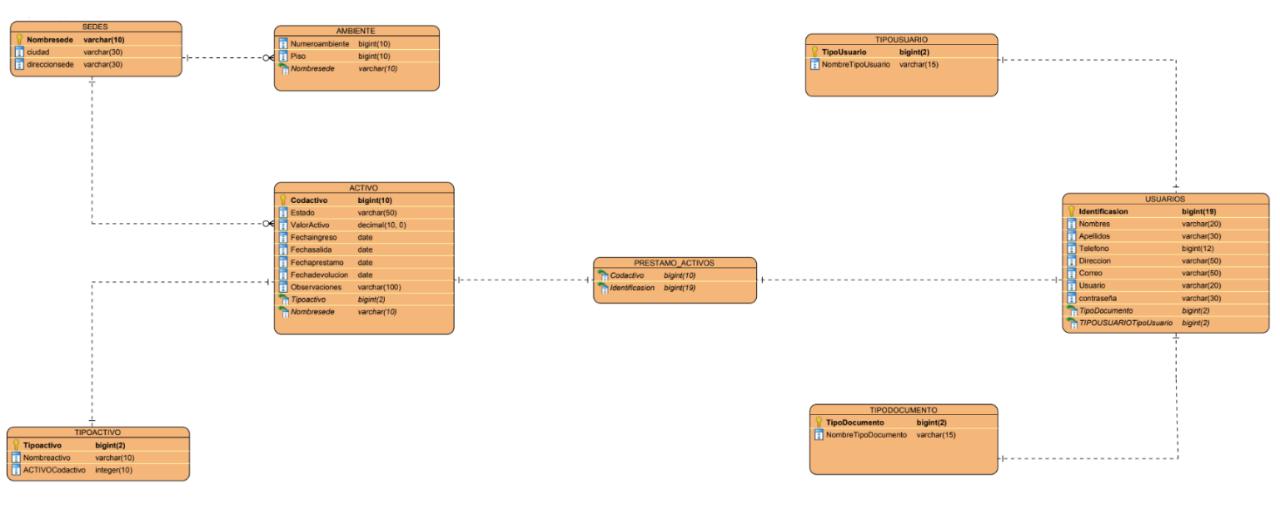 SEDES
Nombresede varchar(10)
ciudad varchar(30)
direccionsede varchar(30)
AMBIENTE
Numeroambiente bigint(10)
Piso bigint(10)
Nombresede varchar(10)
TIPOUSUARIO
TipoUsuario bigint(2)
NombreTipoUsuario varchar(15)
ACTIVO
Codactivo bigint(10)
Estado varchar(50)
ValorActivo decimal(10, 0)
Fechaingreso date
Fechasalida date
Fechaprestamo date
Fechadevolucion date
Observaciones varchar(100)
Tipoactivo bigint(2)
Nombresede varchar(10)
PRESTAMO_ACTIVOS
Codactivo bigint(10)
Identificasion bigint(19)
USUARIOS
Identificasion bigint(19)
Nombres varchar(20)
Apellidos varchar(30)
Telefono bigint(12)
Direccion varchar(50)
Correo varchar(50)
Usuario varchar(20)
contraseña varchar(30)
TipoDocumento bigint(2)
TIPOUSUARIOTipoUsuario bigint(2)
TIPOACTIVO
Tipoactivo bigint(2)
Nombreactivo varchar(10)
ACTIVOCodactivo integer(10)
TIPODOCUMENTO
TipoDocumento bigint(2)
NombreTipoDocumento varchar(15)